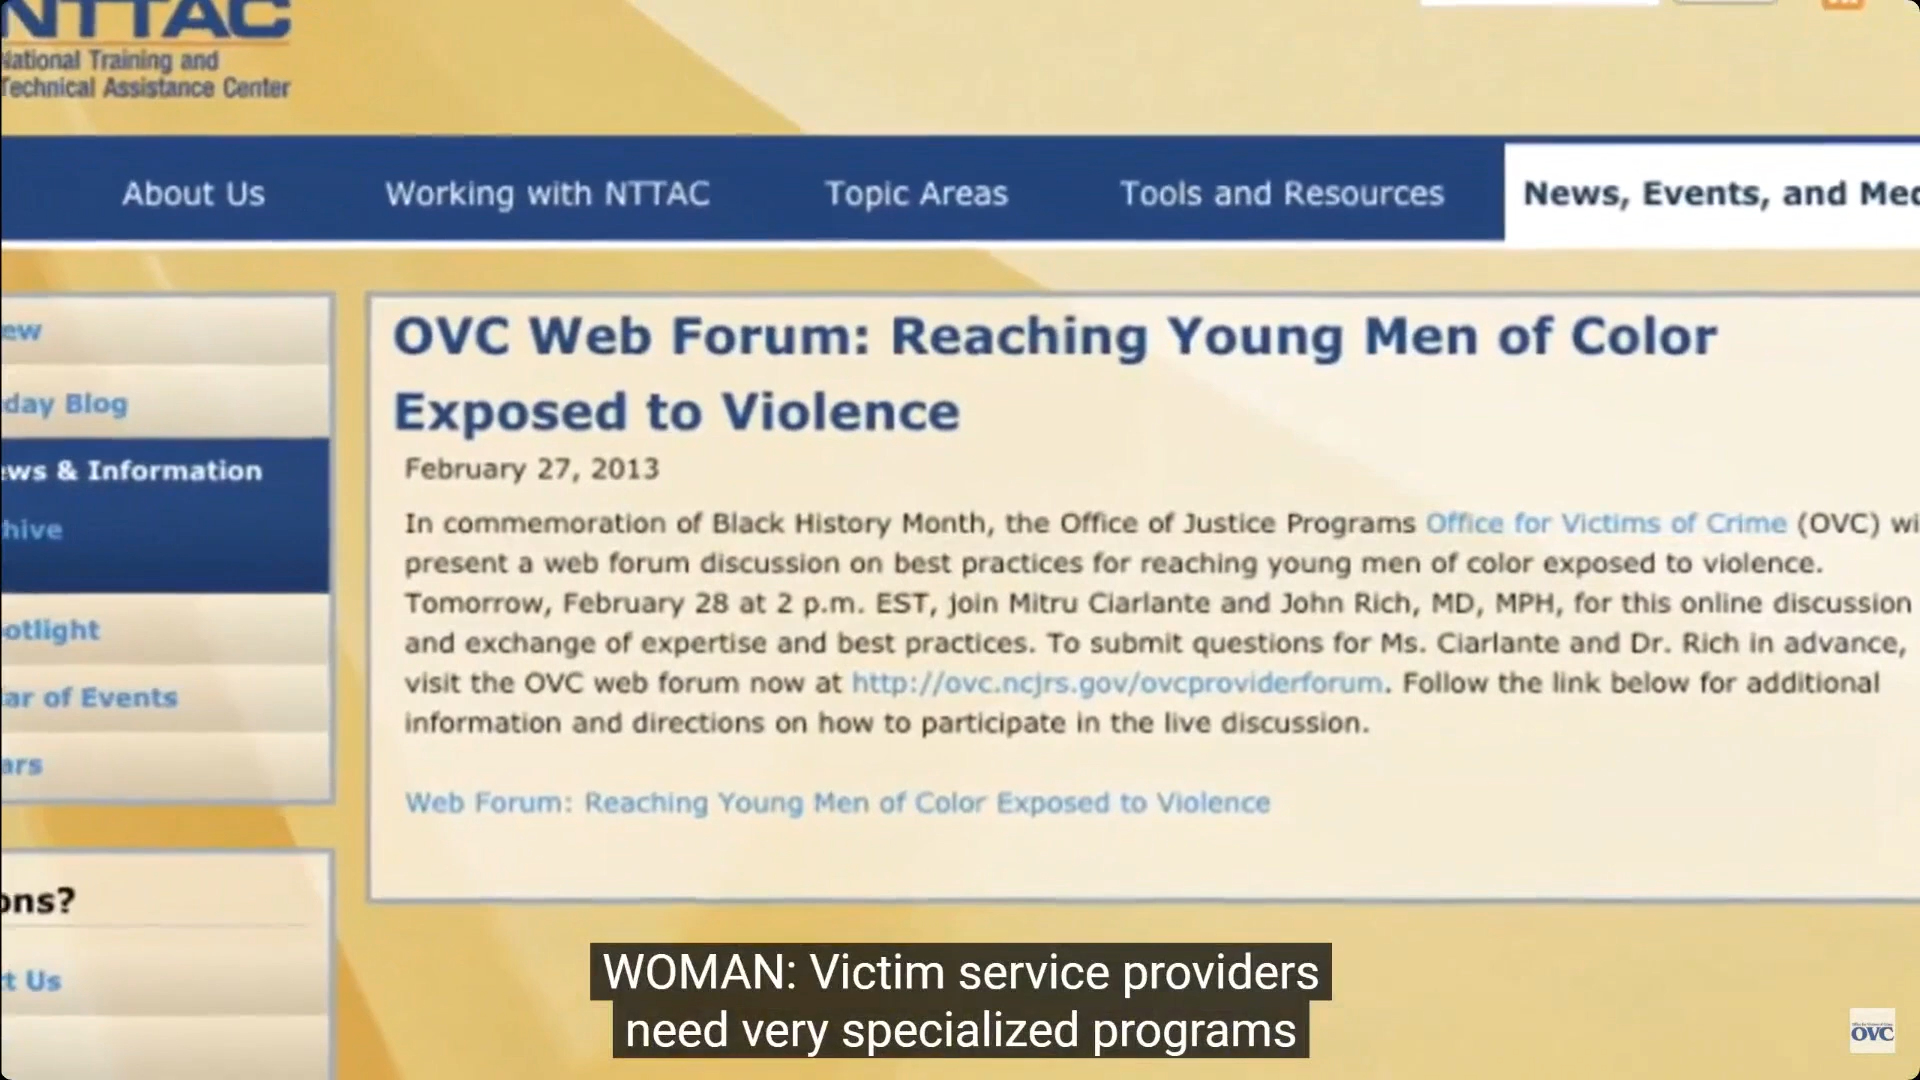 NTTAC
National Training and
Technical Assistance Center
About Us
Working with NTTAC
Topic Areas
Tools and Resources
News, Events, and Med
ew
day Blog
ews & Information
hive
otlight
ar of Events
ars
ons?
t Us
OVC Web Forum: Reaching Young Men of Color
Exposed to Violence
February 27, 2013
In commemoration of Black History Month, the Office of Justice Programs Office for Victims of Crime (OVC) wi
present a web forum discussion on best practices for reaching young men of color exposed to violence.
Tomorrow, February 28 at 2 p.m. EST, join Mitru Ciarlante and John Rich, MD, MPH, for this online discussion
and exchange of expertise and best practices. To submit questions for Ms. Ciarlante and Dr. Rich in advance,
visit the OVC web forum now at http://ovc.ncjrs.gov/ovcproviderforum. Follow the link below for additional
information and directions on how to participate in the live discussion.
Web Forum: Reaching Young Men of Color Exposed to Violence
WOMAN: Victim service providers
need very specialized programs
OVC